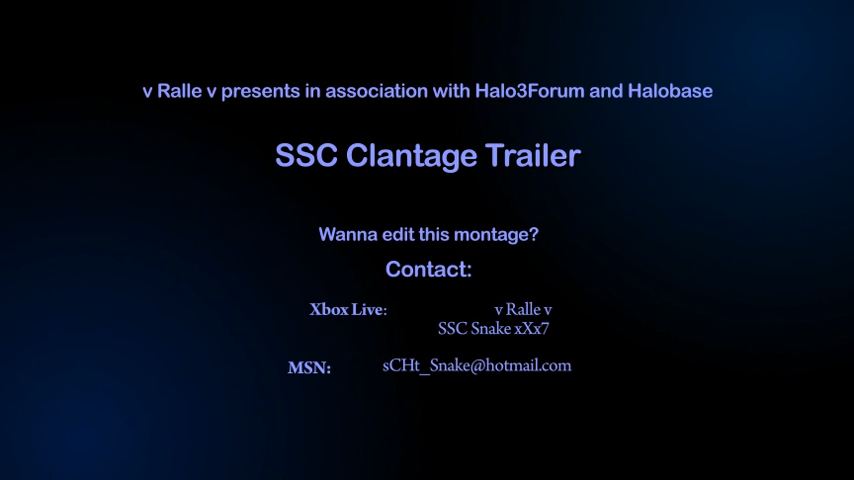 v Ralle v presents in association with Halo3Forum and Halobase
SSC Clantage Trailer
Wanna edit this montage?
Contact:
Xbox Live: v Ralle v
SSC Snake xXx7
MSN: sCHt_Snake@hotmail.com